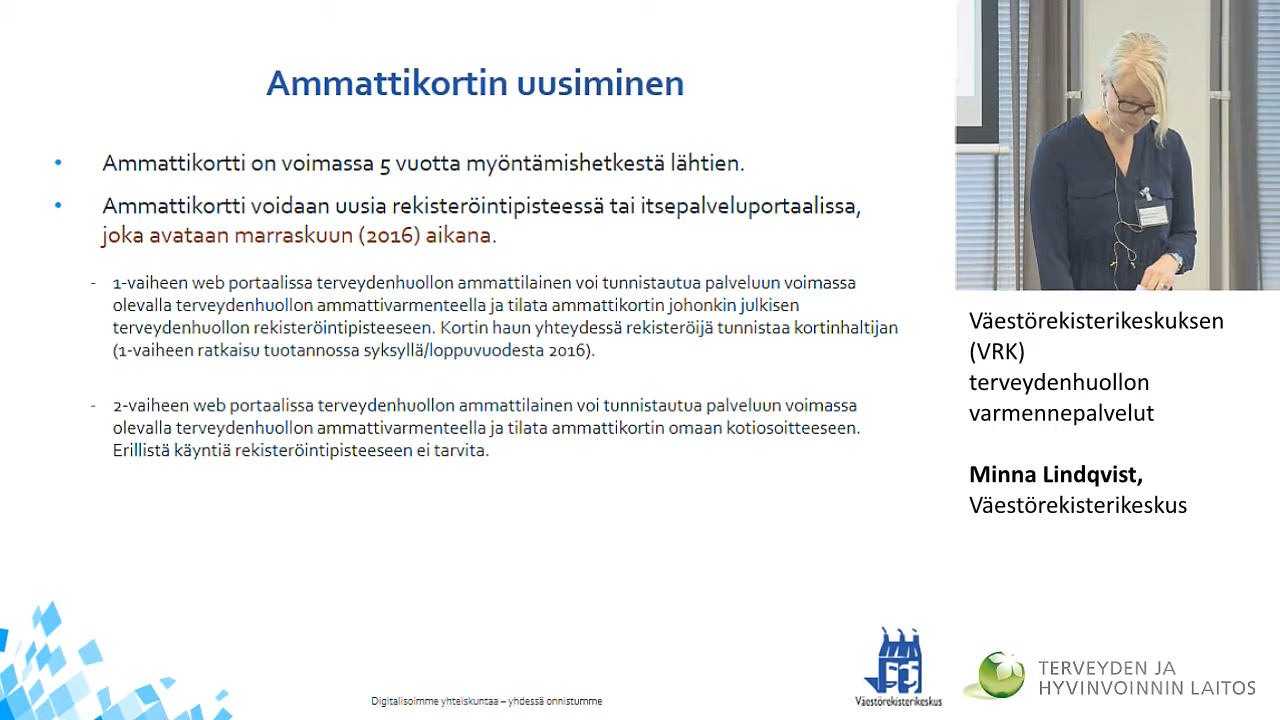 Ammattikortin uusiminen
• Ammattikortti on voimassa 5 vuotta myöntämishetkestä lähtien.
• Ammattikortti voidaan uusia rekisteröintipisteessä tai itsepalveluportaalissa,
joka avataan marraskuun (2016) aikana.
- 1-vaiheen web portaalissa terveydenhuollon ammattilainen voi tunnistautua palveluun voimassa
olevalla terveydenhuollon ammattivarmenteella ja tilata ammattikortin johonkin julkisen
terveydenhuollon rekisteröintipisteeseen. Kortin haun yhteydessä rekisteröijä tunnistaa kortinhaltijan
(1-vaiheen ratkaisu tuotannossa syksyllä/loppuvuodesta 2016).
- 2-vaiheen web portaalissa terveydenhuollon ammattilainen voi tunnistautua palveluun voimassa
olevalla terveydenhuollon ammattivarmenteella ja tilata ammattikortin omaan kotiosoitteeseen.
Erillistä käyntiä rekisteröintipisteeseen ei tarvita.
Väestörekisterikeskuksen
(VRK)
terveydenhuollon
varmennepalvelut
Minna Lindqvist,
Väestörekisterikeskus
Digitalisoimme yhteiskuntaa – yhdessä onnistumme
Väestörekisterikeskus
TERVEYDEN JA
HYVINVOINNIN LAITOS